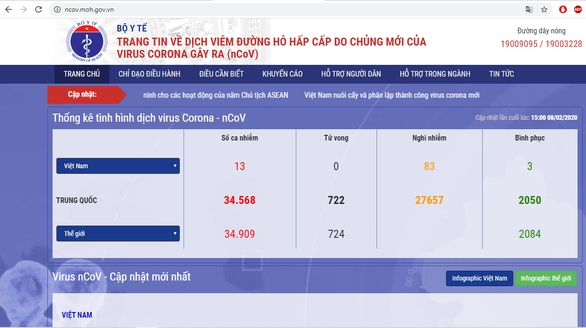 ncov.moh.gov.vn
BỘ Y TẾ
TRANG TIN VỀ DỊCH VIÊM ĐƯỜNG HÔ HẤP CẤP DO CHỦNG MỚI CỦA
VIRUS CORONA GÂY RA (nCoV)
Đường dây nóng
19009095 / 19003228
TRANG CHỦ CHỈ ĐẠO ĐIỀU HÀNH ĐIỀU CẦN BIẾT KHUYẾN CÁO HỖ TRỢ NGƯỜI DÂN HỖ TRỢ TRONG NGÀNH TIN TỨC
Cập nhật: ninh cho các hoạt động của năm Chủ tịch ASEAN Việt Nam nuôi cấy và phân lập thành công virus corona mới
Thống kê tình hình dịch virus Corona - nCoV Cập nhật lần cuối lúc: 15:00 08/02/2020
Số ca nhiễm Tử vong Nghi nhiễm Bình phục
Việt Nam 13 0 83 3
TRUNG QUỐC 34.568 722 27657 2050
Thế giới 34.909 724 2084
Virus nCoV - Cập nhật mới nhất Infographic Việt Nam Infographic thế giới
VIỆT NAM